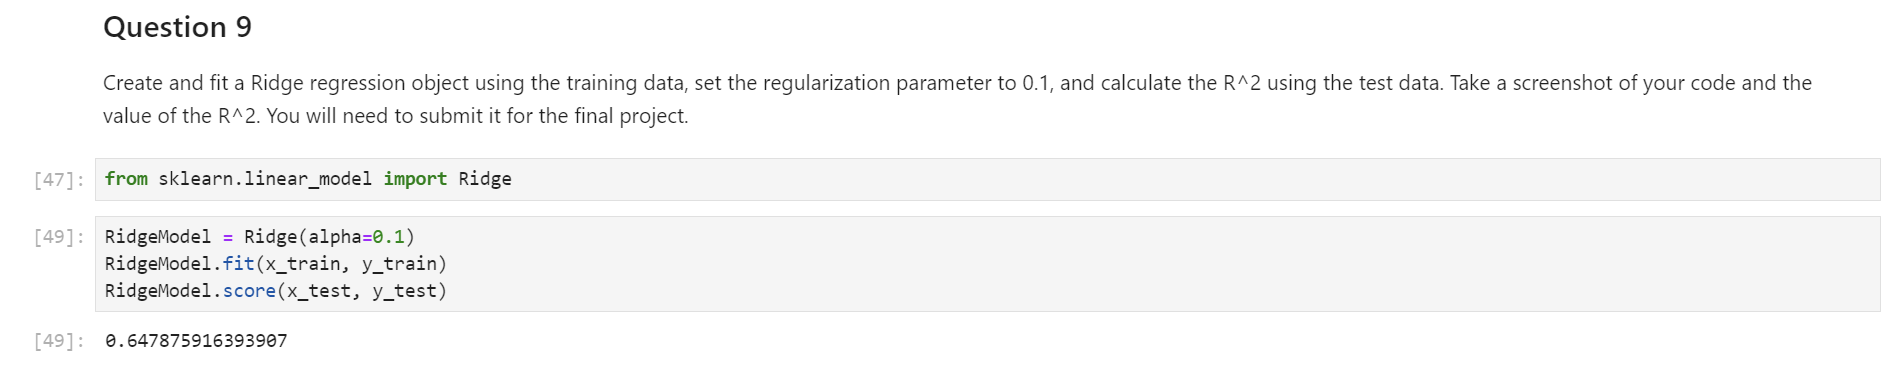 Question 9
Create and fit a Ridge regression object using the training data, set the regularization parameter to 0.1, and calculate the R^2 using the test data. Take a screenshot of your code and the
value of the R^2. You will need to submit it for the final project.
[47]: from sklearn.linear_model import Ridge
[49]: RidgeModel = Ridge(alpha=0.1)
RidgeModel.fit(x_train, y_train)
RidgeModel.score(x_test, y_test)
[49]: 0.647875916393907